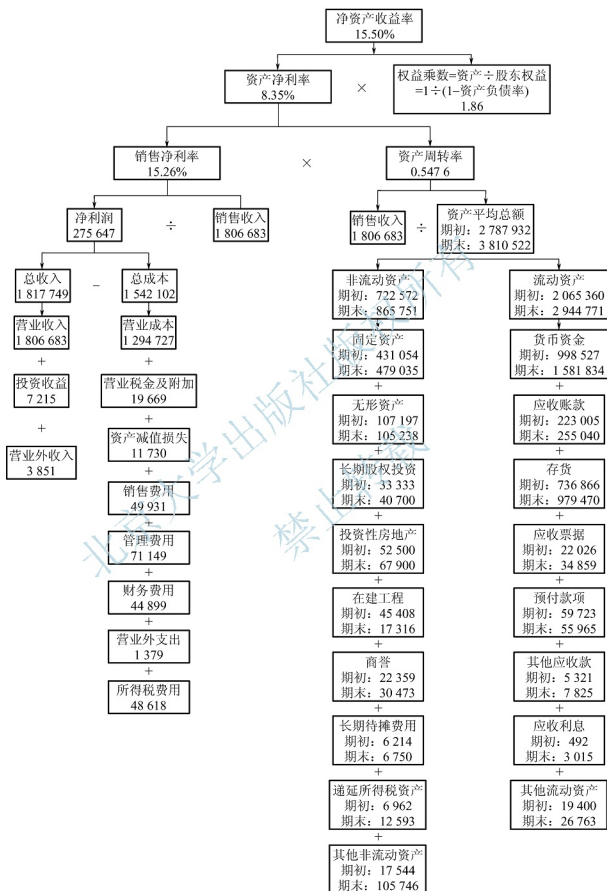 净资产收益率
15.50%
资产净利率
8.35%
×
权益乘数=资产÷股东权益
=1÷(1−资产负债率)
1.86
销售净利率
15.26%
×
资产周转率
0.547 6
净利润
275 647
÷
销售收入
1 806 683
销售收入
1 806 683
÷
资产平均总额
期初：2 787 932
期末：3 810 522
总收入
1 817 749
−
总成本
1 542 102
营业收入
1 806 683
+
投资收益
7 215
+
营业外收入
3 851
营业成本
1 294 727
+
营业税金及附加
19 669
+
资产减值损失
11 730
+
销售费用
49 931
+
管理费用
71 149
+
财务费用
44 899
+
营业外支出
1 379
+
所得税费用
48 618
非流动资产
期初：722 572
期末：865 751
固定资产
期初：431 054
期末：479 035
+
无形资产
期初：107 197
期末：105 238
+
长期股权投资
期初：33 333
期末：40 700
+
投资性房地产
期初：52 500
期末：67 900
+
在建工程
期初：45 408
期末：17 316
+
商誉
期初：22 359
期末：30 473
+
长期待摊费用
期初：6 214
期末：6 750
+
递延所得税资产
期初：6 962
期末：12 593
+
其他非流动资产
期初：17 544
期末：105 746
流动资产
期初：2 065 360
期末：2 944 771
货币资金
期初：998 527
期末：1 581 834
+
应收账款
期初：223 005
期末：255 040
+
存货
期初：736 866
期末：979 470
+
应收票据
期初：22 026
期末：34 859
+
预付款项
期初：59 723
期末：55 965
+
其他应收款
期初：5 321
期末：7 825
+
应收利息
期初：492
期末：3 015
+
其他流动资产
期初：19 400
期末：26 763
北京大学出版社版权所有
禁止转载